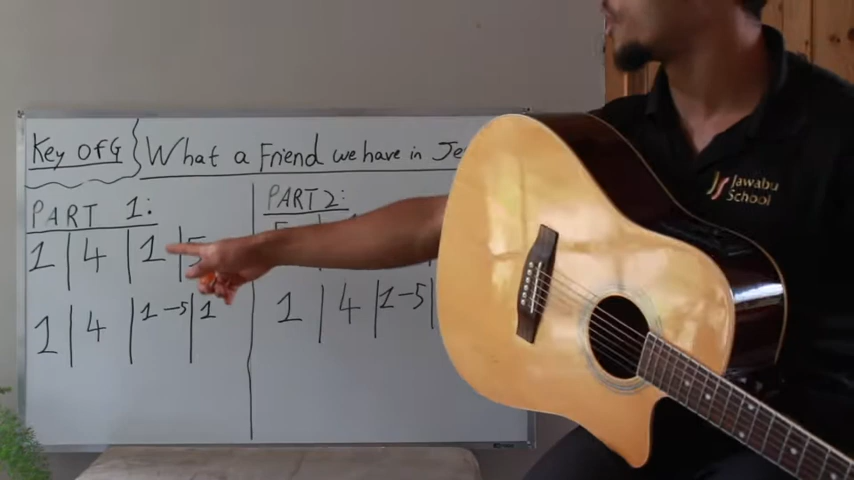 Key of G
What a Friend we have in
PART 1:
1 | 4 | 1 | 5
1 | 4 | 1-5 | 1
PART 2:
1 | 4 | 1-5 |
JAWABU
SCHOOL